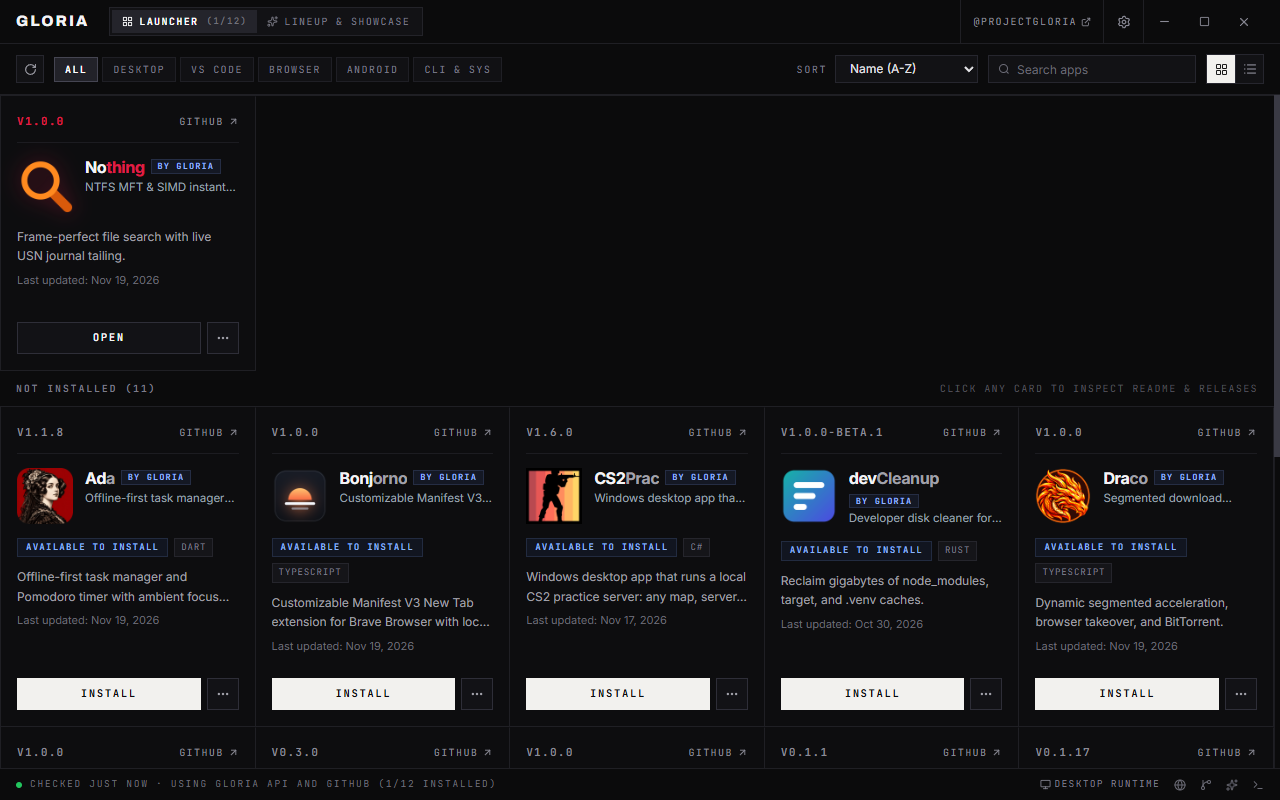 GLORIA
LAUNCHER (1/12)
LINEUP & SHOWCASE
@PROJECTGLORIA
ALL
DESKTOP
VS CODE
BROWSER
ANDROID
CLI & SYS
SORT
Name (A-Z)
Search apps
V1.0.0
GITHUB
Nothing
BY GLORIA
NTFS MFT & SIMD instant...
Frame-perfect file search with live
USN journal tailing.
Last updated: Nov 19, 2026
OPEN
NOT INSTALLED (11)
CLICK ANY CARD TO INSPECT README & RELEASES
V1.1.8
GITHUB
Ada
BY GLORIA
Offline-first task manager...
AVAILABLE TO INSTALL
DART
Offline-first task manager and
Pomodoro timer with ambient focus...
Last updated: Nov 19, 2026
INSTALL
V1.0.0
GITHUB
Bonjorno
BY GLORIA
Customizable Manifest V3...
AVAILABLE TO INSTALL
TYPESCRIPT
Customizable Manifest V3 New Tab
extension for Brave Browser with loc...
Last updated: Nov 19, 2026
INSTALL
V1.6.0
GITHUB
CS2Prac
BY GLORIA
Windows desktop app tha...
AVAILABLE TO INSTALL
C#
Windows desktop app that runs a local
CS2 practice server: any map, server...
Last updated: Nov 17, 2026
INSTALL
V1.0.0-BETA.1
GITHUB
devCleanup
BY GLORIA
Developer disk cleaner for...
AVAILABLE TO INSTALL
RUST
Reclaim gigabytes of node_modules,
target, and .venv caches.
Last updated: Oct 30, 2026
INSTALL
V1.0.0
GITHUB
Draco
BY GLORIA
Segmented download...
AVAILABLE TO INSTALL
TYPESCRIPT
Dynamic segmented acceleration,
browser takeover, and BitTorrent.
Last updated: Nov 19, 2026
INSTALL
V1.0.0
GITHUB
V0.3.0
GITHUB
V1.0.0
GITHUB
V0.1.1
GITHUB
V0.1.17
GITHUB
CHECKED JUST NOW · USING GLORIA API AND GITHUB (1/12 INSTALLED)
DESKTOP RUNTIME